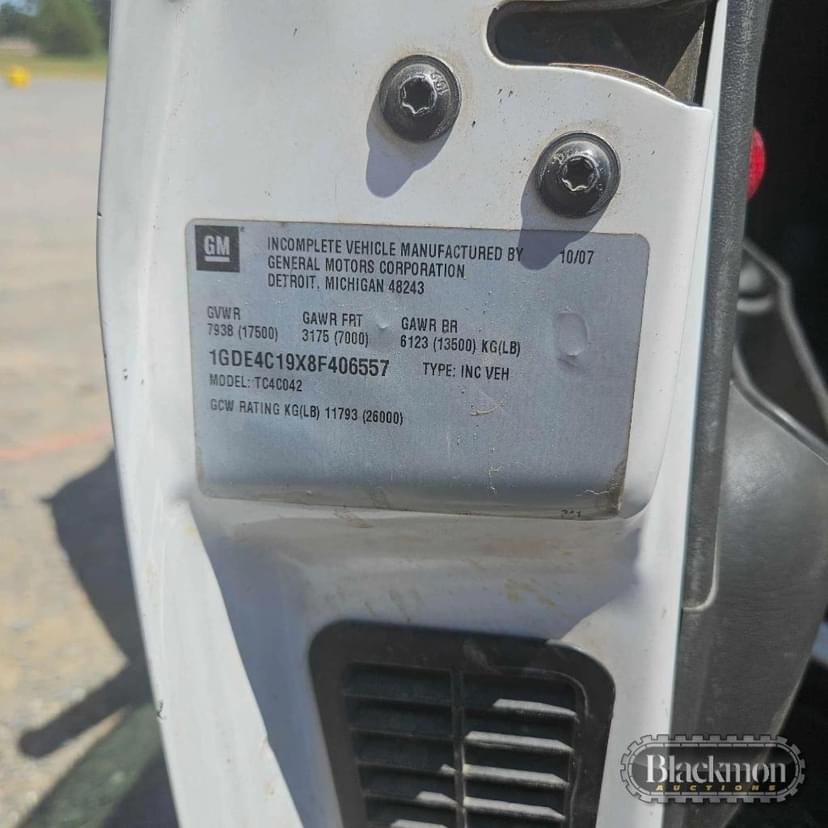 GM
INCOMPLETE VEHICLE MANUFACTURED BY 10/07
GENERAL MOTORS CORPORATION
DETROIT, MICHIGAN 48243
GVWR GAWR FRT GAWR BR
7938 (17500) 3175 (7000) 6123 (13500) KG(LB)
1GDE4C19X8F406557 TYPE: INC VEH
MODEL: TC4C042
GCW RATING KG(LB) 11793 (26000)
Blackmon
AUCTIONS